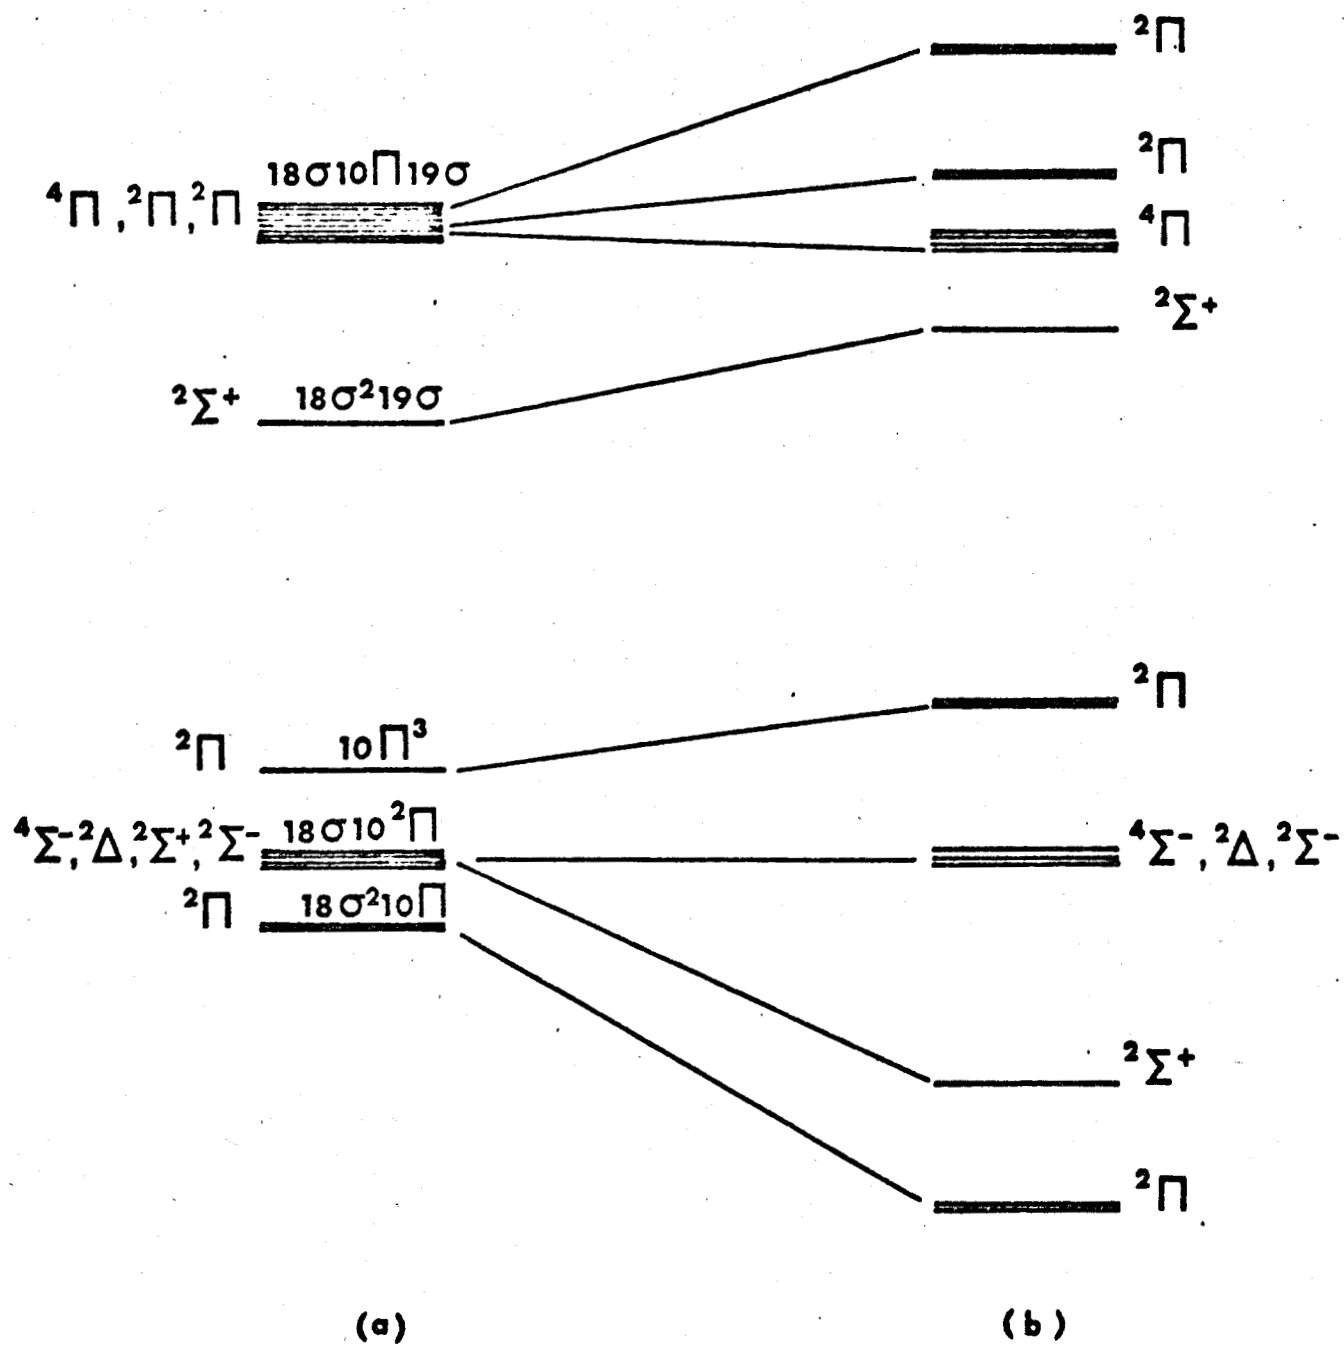 ²Π
18σ10Π19σ
²Π
⁴Π,²Π,²Π
⁴Π
²Σ⁺
²Σ⁺ 18σ²19σ
²Π
²Π 10Π³
⁴Σ⁻,²Δ,²Σ⁺,²Σ⁻ 18σ10²Π
⁴Σ⁻,²Δ,²Σ⁻
²Π 18σ²10Π
²Σ⁺
²Π
(a) (b)